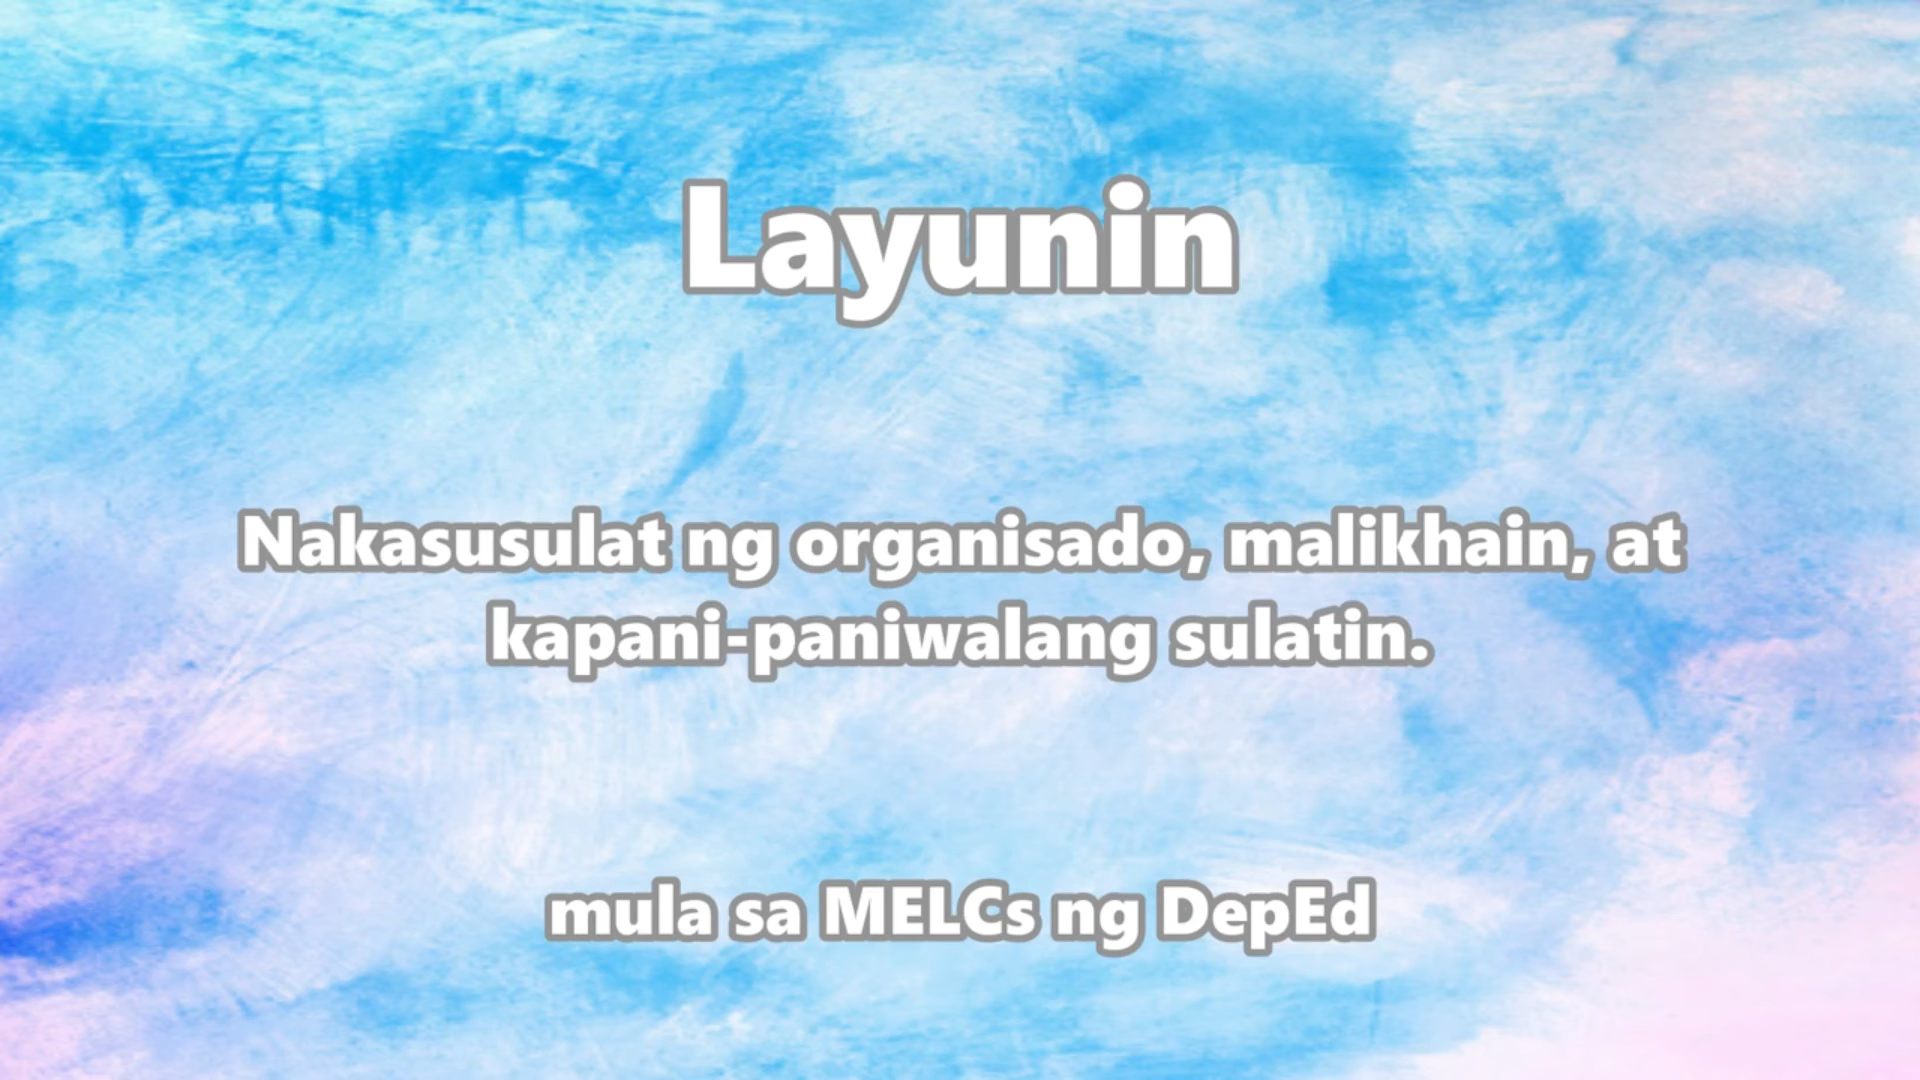 Layunin
Nakasusulat ng organisado, malikhain, at
kapani-paniwalang sulatin.
mula sa MELCs ng DepEd